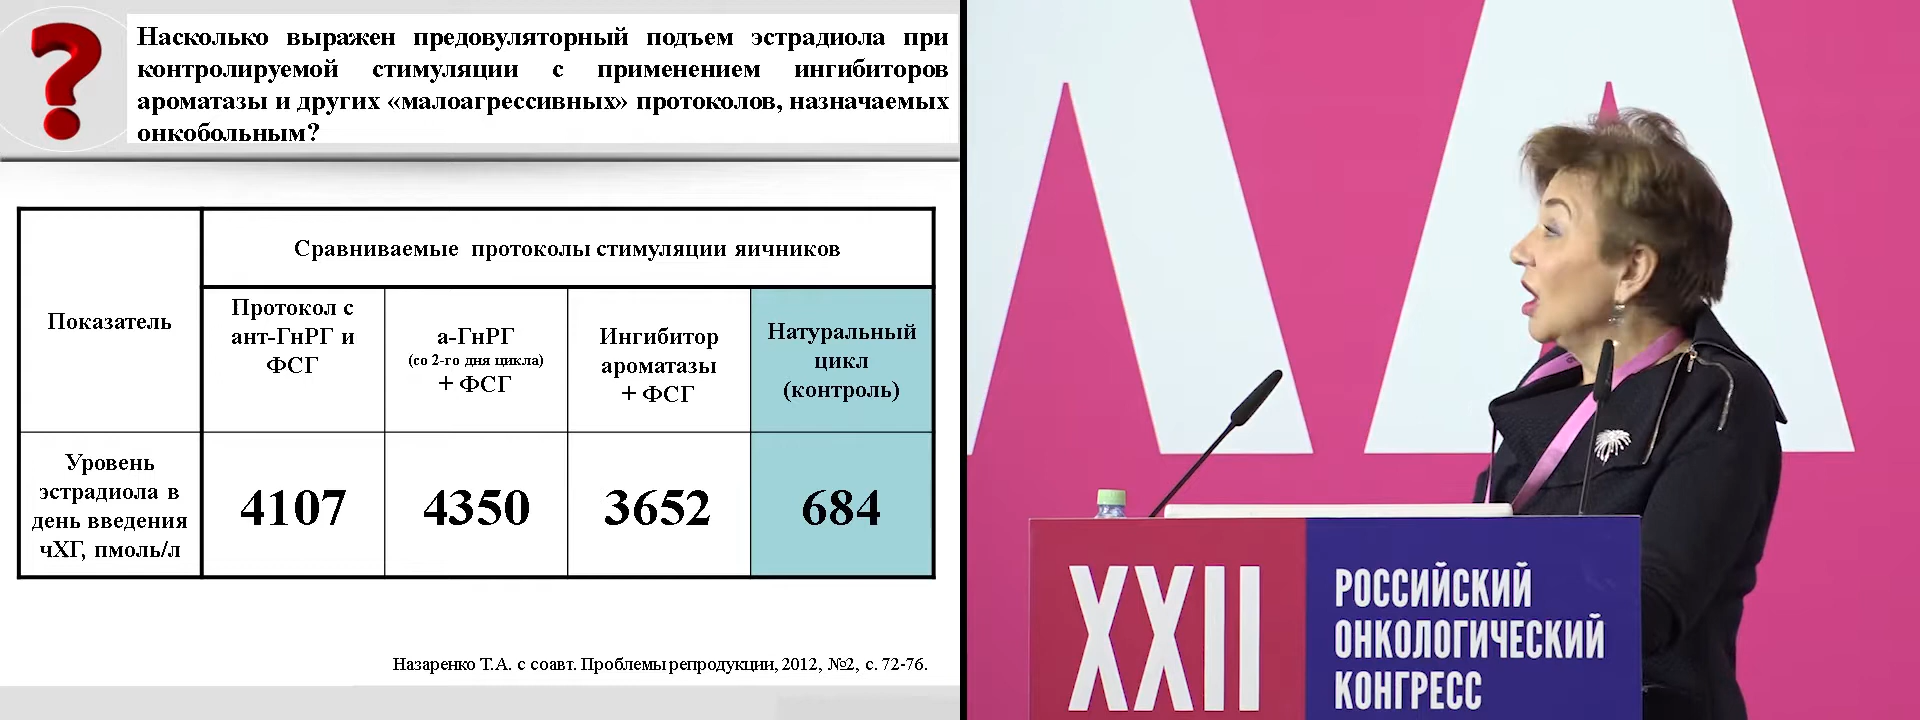 Насколько выражен предовуляторный подъем эстрадиола при
контролируемой стимуляции с применением ингибиторов
ароматазы и других «малоагрессивных» протоколов, назначаемых
онкобольным?
Показатель
Сравниваемые протоколы стимуляции яичников
Протокол с
ант-ГнРГ и
ФСГ
а-ГнРГ
(со 2-го дня цикла)
+ ФСГ
Ингибитор
ароматазы
+ ФСГ
Натуральный
цикл
(контроль)
Уровень
эстрадиола в
день введения
чХГ, пмоль/л
4107
4350
3652
684
Назаренко Т.А. с соавт. Проблемы репродукции, 2012, №2, с. 72-76.
XXII
РОССИЙСКИЙ
ОНКОЛОГИЧЕСКИЙ
КОНГРЕСС